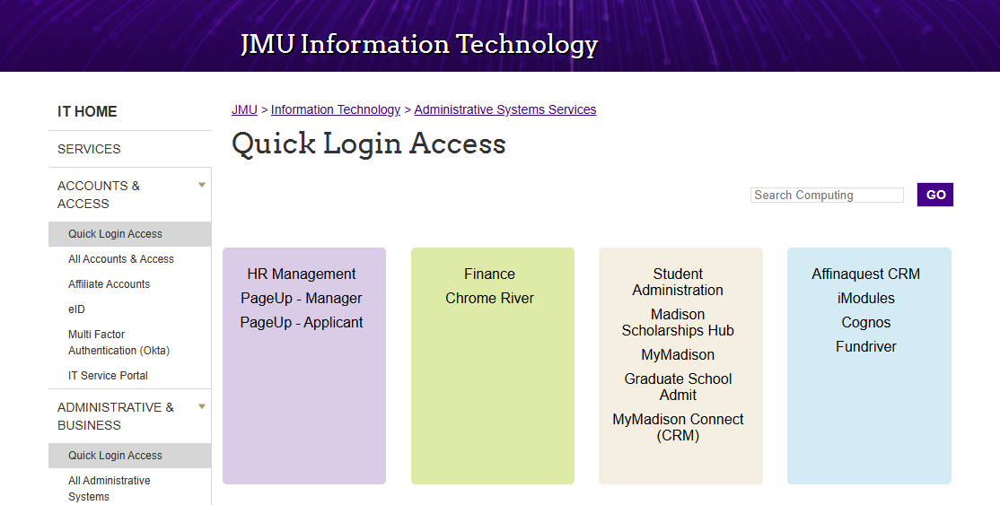 JMU Information Technology
IT HOME
SERVICES
ACCOUNTS &
ACCESS
Quick Login Access
All Accounts & Access
Affiliate Accounts
eID
Multi Factor
Authentication (Okta)
IT Service Portal
ADMINISTRATIVE &
BUSINESS
Quick Login Access
All Administrative
Systems
JMU > Information Technology > Administrative Systems Services
Quick Login Access
Search Computing
GO
HR Management
PageUp - Manager
PageUp - Applicant
Finance
Chrome River
Student
Administration
Madison
Scholarships Hub
MyMadison
Graduate School
Admit
MyMadison Connect
(CRM)
Affinaquest CRM
iModules
Cognos
Fundriver